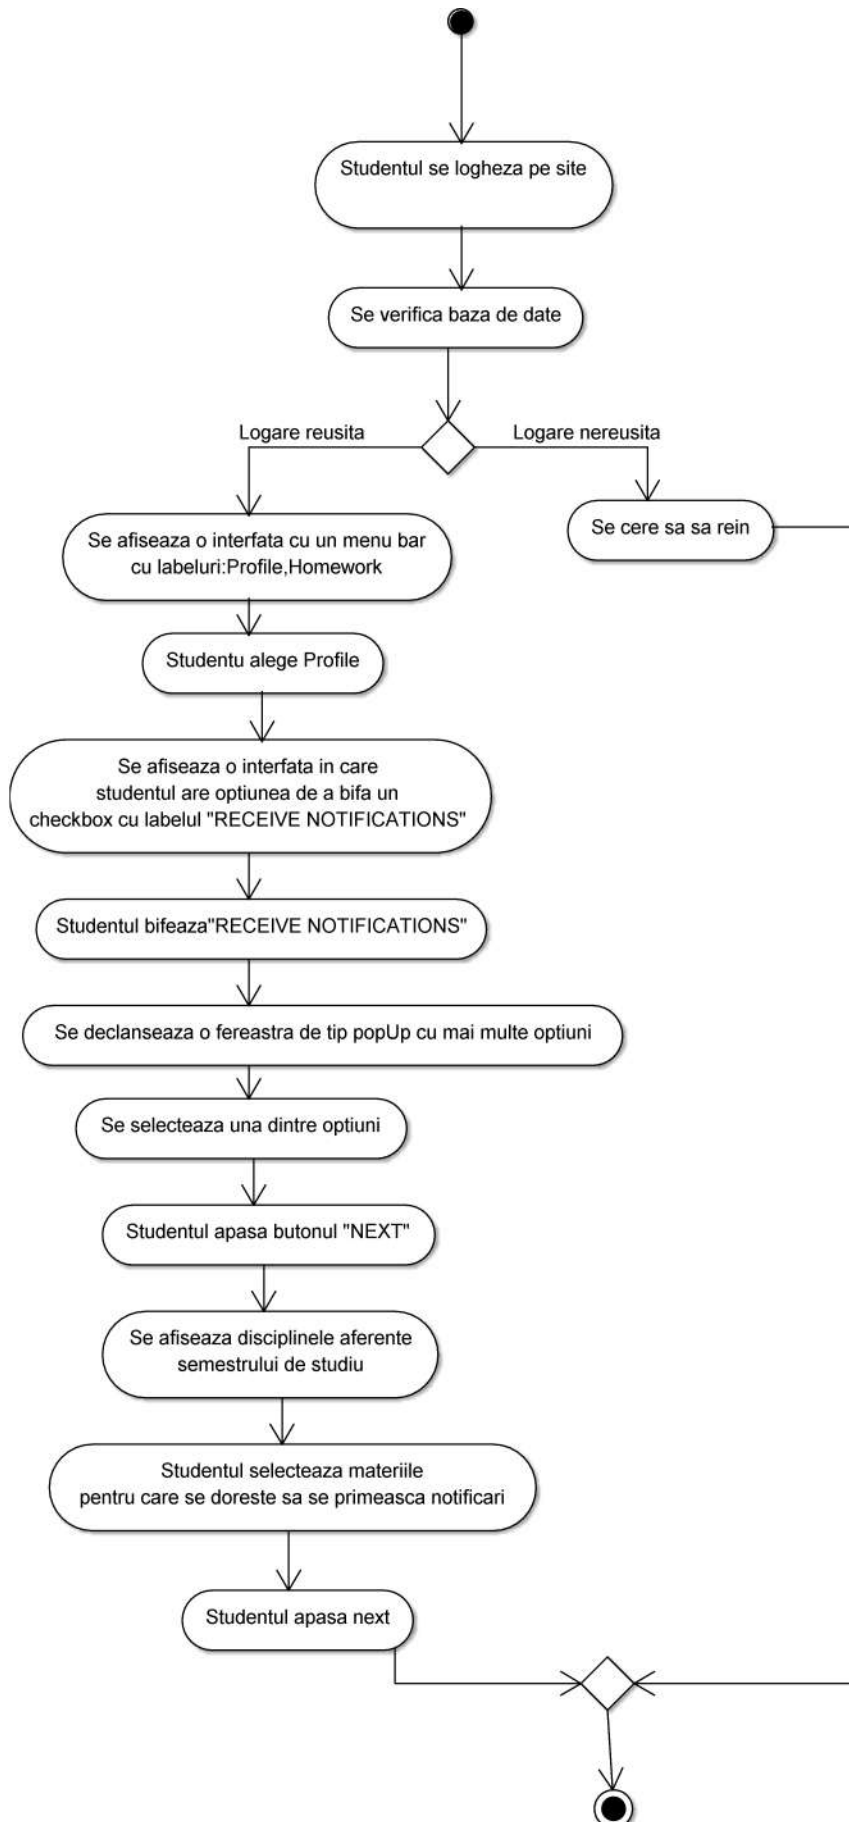 Studentul se logheza pe site
Se verifica baza de date
Logare reusita
Logare nereusita
Se afiseaza o interfata cu un menu bar
cu labeluri:Profile,Homework
Se cere sa sa rein
Studentu alege Profile
Se afiseaza o interfata in care
studentul are optiunea de a bifa un
checkbox cu labelul "RECEIVE NOTIFICATIONS"
Studentul bifeaza"RECEIVE NOTIFICATIONS"
Se declanseaza o fereastra de tip popUp cu mai multe optiuni
Se selecteaza una dintre optiuni
Studentul apasa butonul "NEXT"
Se afiseaza disciplinele aferente
semestrului de studiu
Studentul selecteaza materiile
pentru care se doreste sa se primeasca notificari
Studentul apasa next